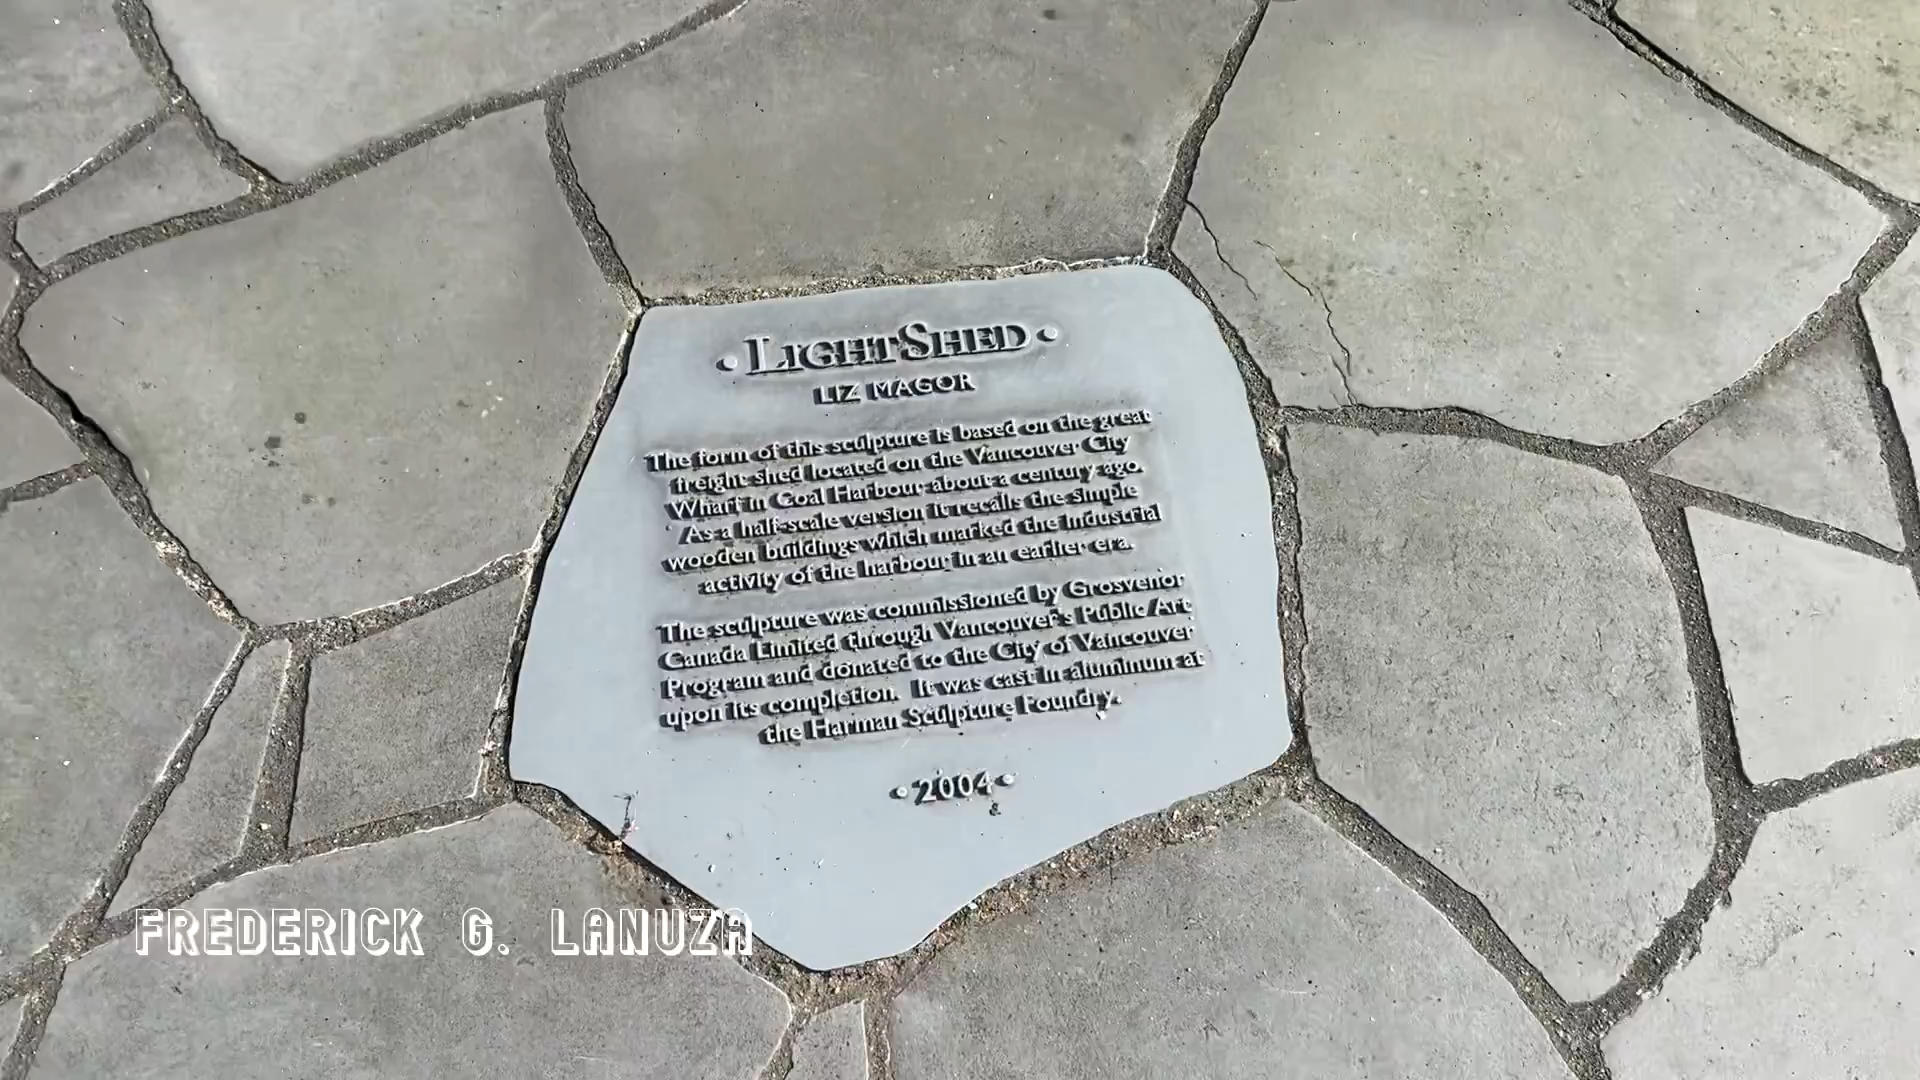 • LIGHTSHED •
LIZ MAGOR
The form of this sculpture is based on the great
freight shed located on the Vancouver City
Wharf in Coal Harbour about a century ago.
As a half-scale version it recalls the simple
wooden buildings which marked the industrial
activity of the harbour in an earlier era.
The sculpture was commissioned by Grosvenor
Canada Limited through Vancouver's Public Art
Program and donated to the City of Vancouver
upon its completion. It was cast in aluminum at
the Harman Sculpture Foundry.
• 2004 •
FREDERICK G. LANUZA